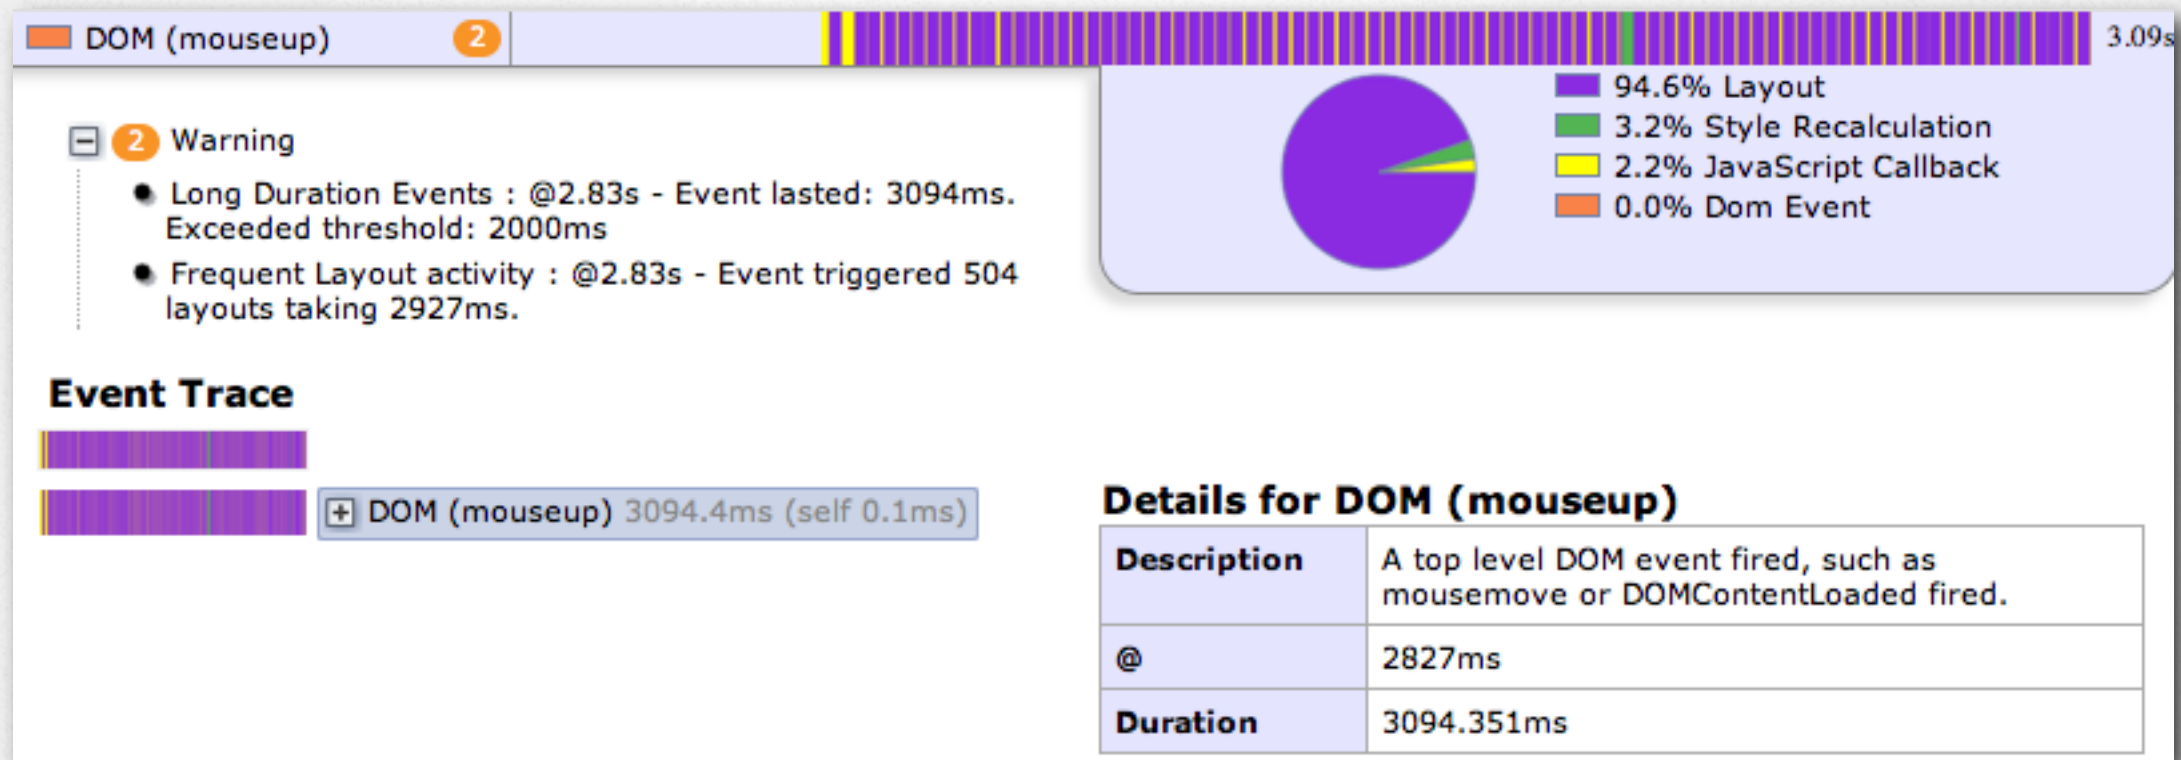 DOM (mouseup) 2 3.09s
94.6% Layout
3.2% Style Recalculation
2.2% JavaScript Callback
0.0% Dom Event
2 Warning
Long Duration Events : @2.83s - Event lasted: 3094ms.
Exceeded threshold: 2000ms
Frequent Layout activity : @2.83s - Event triggered 504
layouts taking 2927ms.
Event Trace
DOM (mouseup) 3094.4ms (self 0.1ms)
Details for DOM (mouseup)
Description A top level DOM event fired, such as
mousemove or DOMContentLoaded fired.
@ 2827ms
Duration 3094.351ms